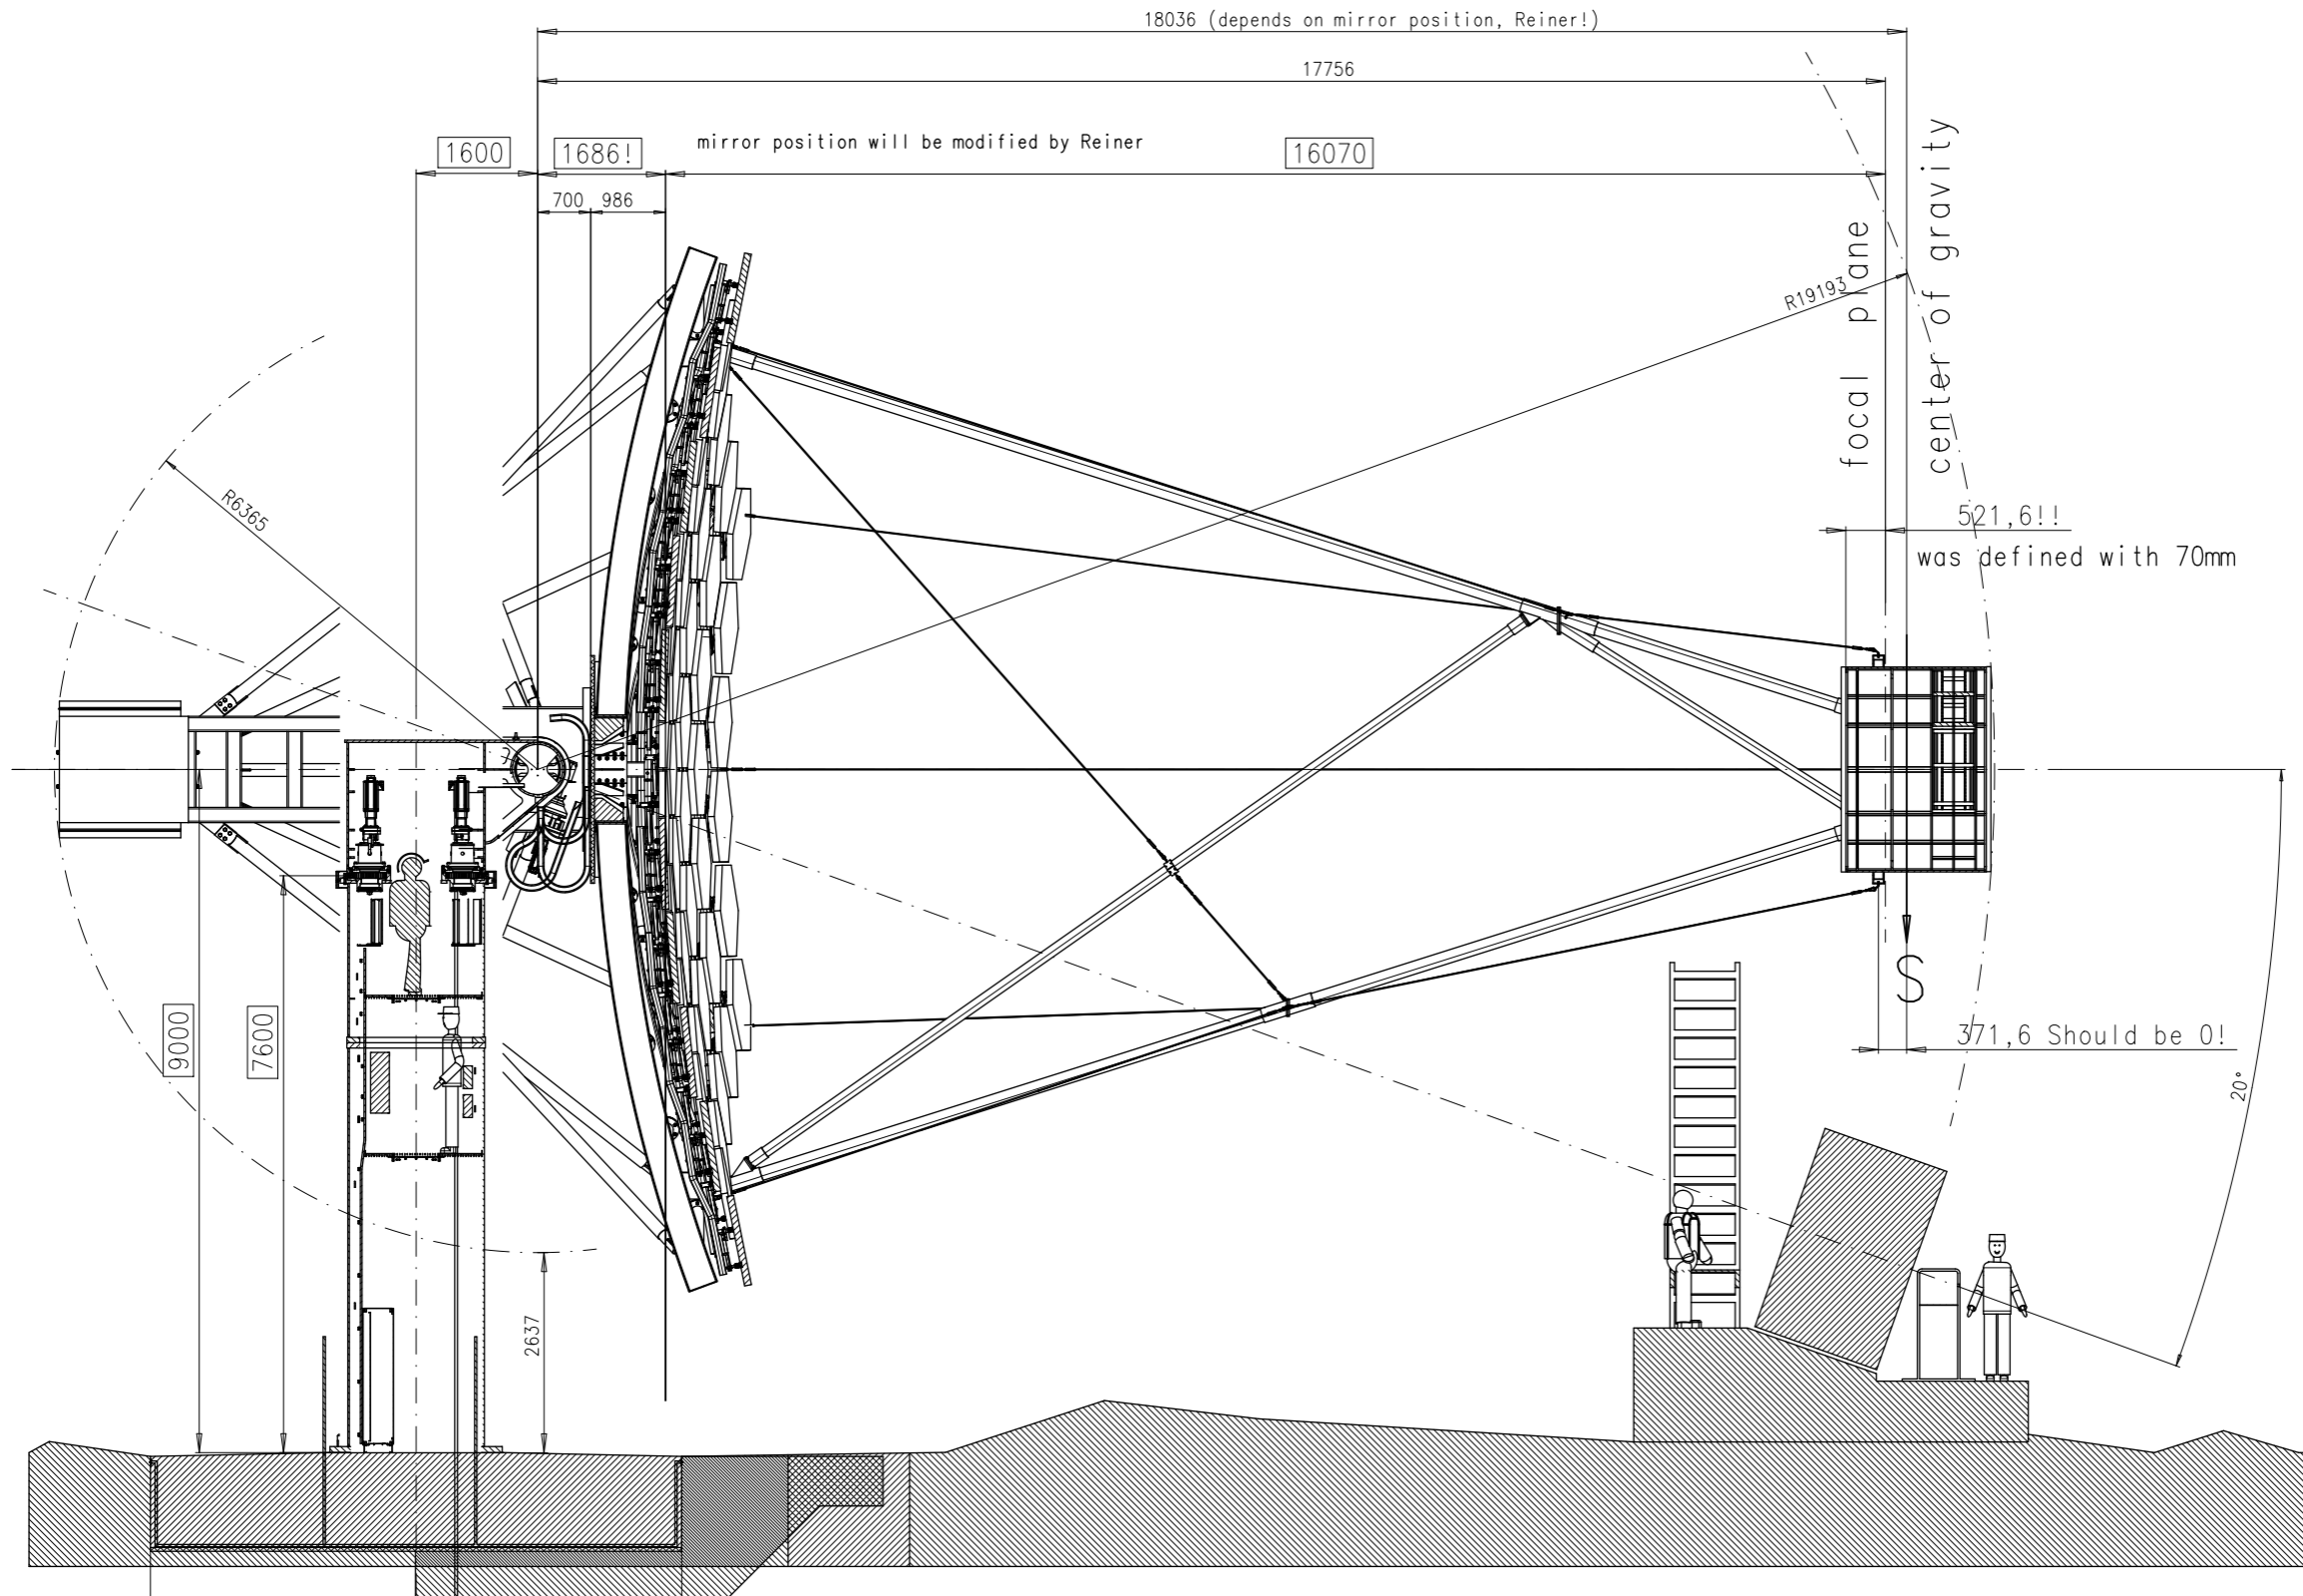 18036 (depends on mirror position, Reiner!)
17756
1600
1686!
mirror position will be modified by Reiner
16070
700
986
focal plane
center of gravity
R19193
R6365
521,6!!
was defined with 70mm
S
371,6 Should be 0!
9000
7600
20°
2637